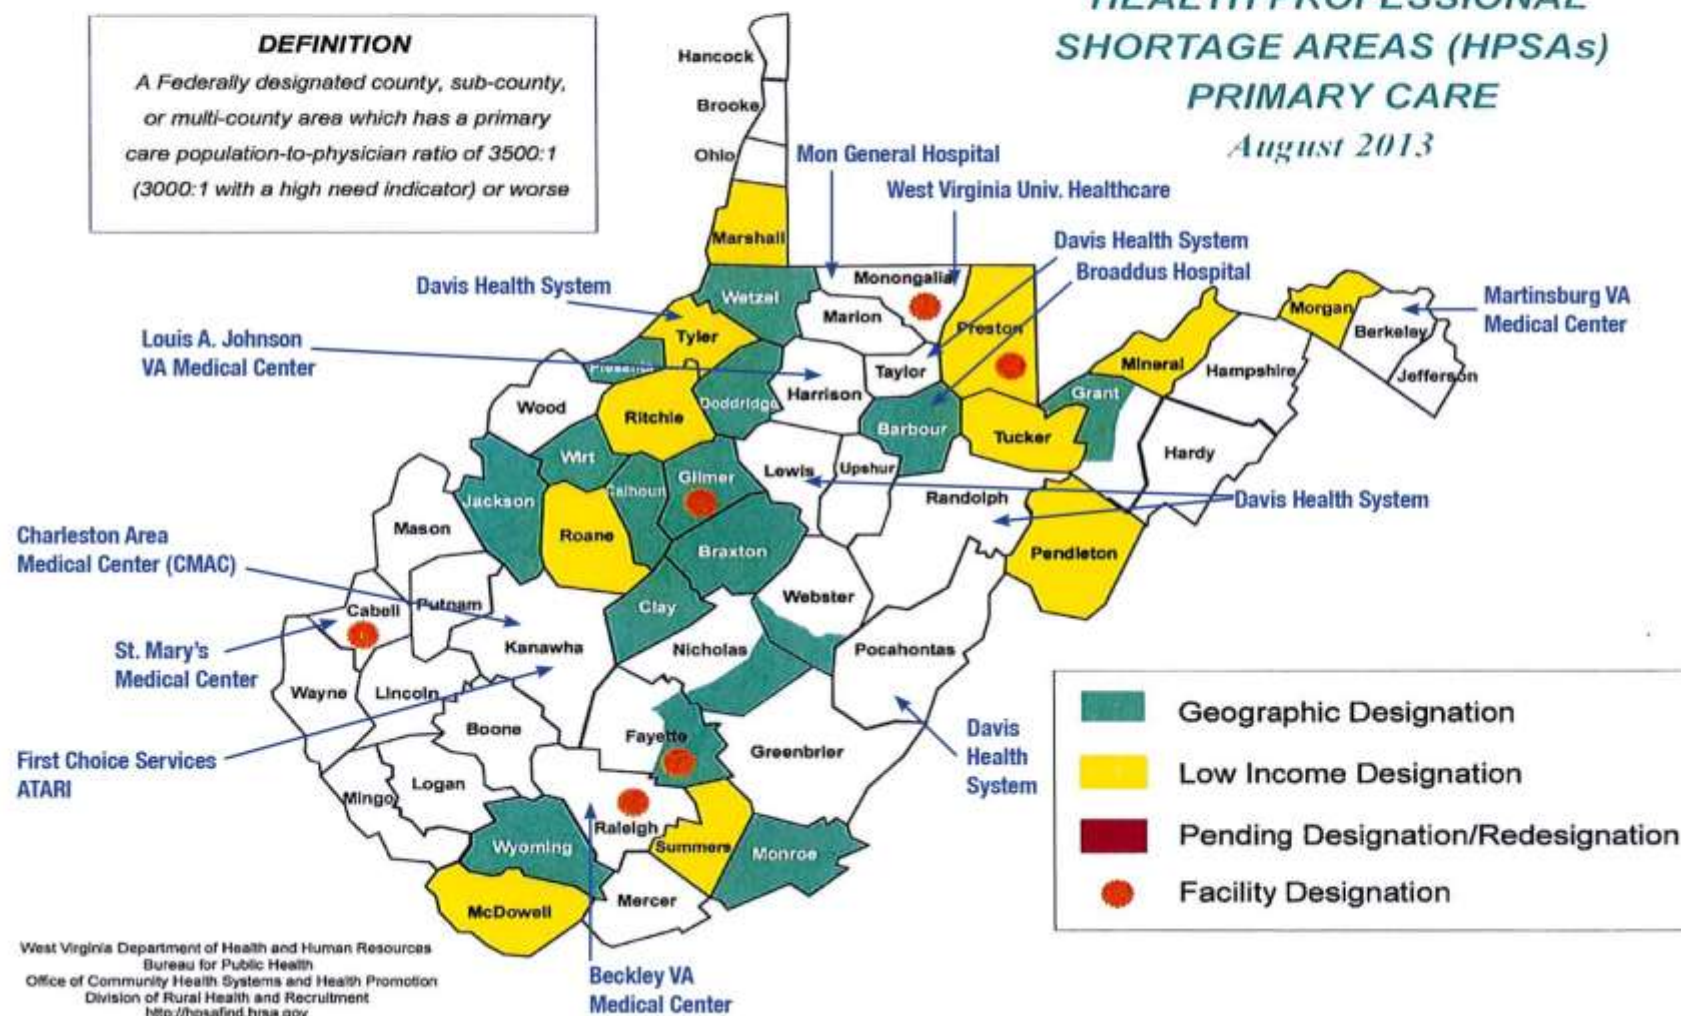 HEALTH PROFESSIONAL
SHORTAGE AREAS (HPSAs)
PRIMARY CARE
August 2013
DEFINITION
A Federally designated county, sub-county,
or multi-county area which has a primary
care population-to-physician ratio of 3500:1
(3000:1 with a high need indicator) or worse
Hancock
Brooke
Ohio
Marshall
Mon General Hospital
West Virginia Univ. Healthcare
Davis Health System
Broaddus Hospital
Davis Health System
Louis A. Johnson
VA Medical Center
Martinsburg VA
Medical Center
Wetzel
Monongalia
Marion
Preston
Tyler
Taylor
Harrison
Doddridge
Ritchie
Wood
Wirt
Barbour
Tucker
Grant
Mineral
Hampshire
Morgan
Berkeley
Jefferson
Hardy
Jackson
Calhoun
Gilmer
Lewis
Upshur
Randolph
Davis Health System
Mason
Roane
Braxton
Pendleton
Charleston Area
Medical Center (CMAC)
Cabell
Putnam
Clay
Webster
Kanawha
Nicholas
Pocahontas
St. Mary's
Medical Center
Wayne
Lincoln
Boone
Fayette
Greenbrier
Davis
Health
System
First Choice Services
ATARI
Mingo
Logan
Raleigh
Wyoming
Summers
Monroe
McDowell
Mercer
Beckley VA
Medical Center
Geographic Designation
Low Income Designation
Pending Designation/Redesignation
Facility Designation
West Virginia Department of Health and Human Resources
Bureau for Public Health
Office of Community Health Systems and Health Promotion
Division of Rural Health and Recruitment
http://hpsafind.hrsa.gov